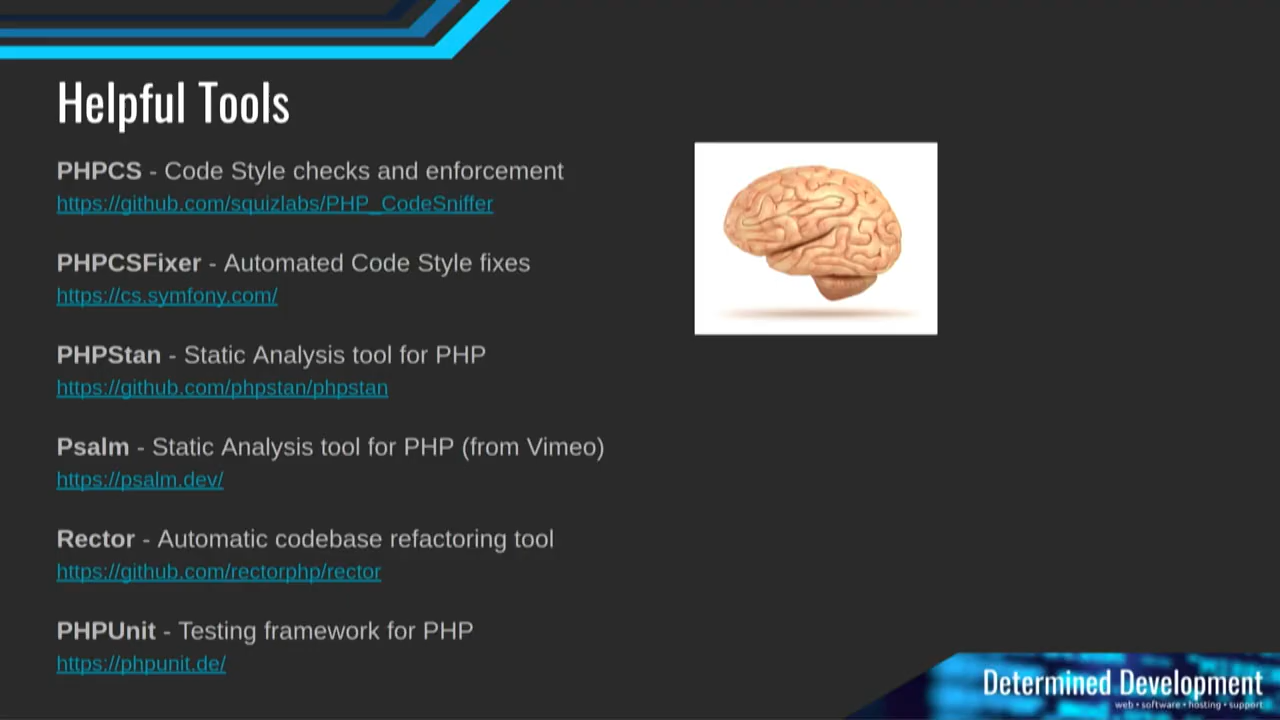 Helpful Tools
PHPCS - Code Style checks and enforcement
https://github.com/squizlabs/PHP_CodeSniffer
PHPCSFixer - Automated Code Style fixes
https://cs.symfony.com/
PHPStan - Static Analysis tool for PHP
https://github.com/phpstan/phpstan
Psalm - Static Analysis tool for PHP (from Vimeo)
https://psalm.dev/
Rector - Automatic codebase refactoring tool
https://github.com/rectorphp/rector
PHPUnit - Testing framework for PHP
https://phpunit.de/
Determined Development
web • software • hosting • support